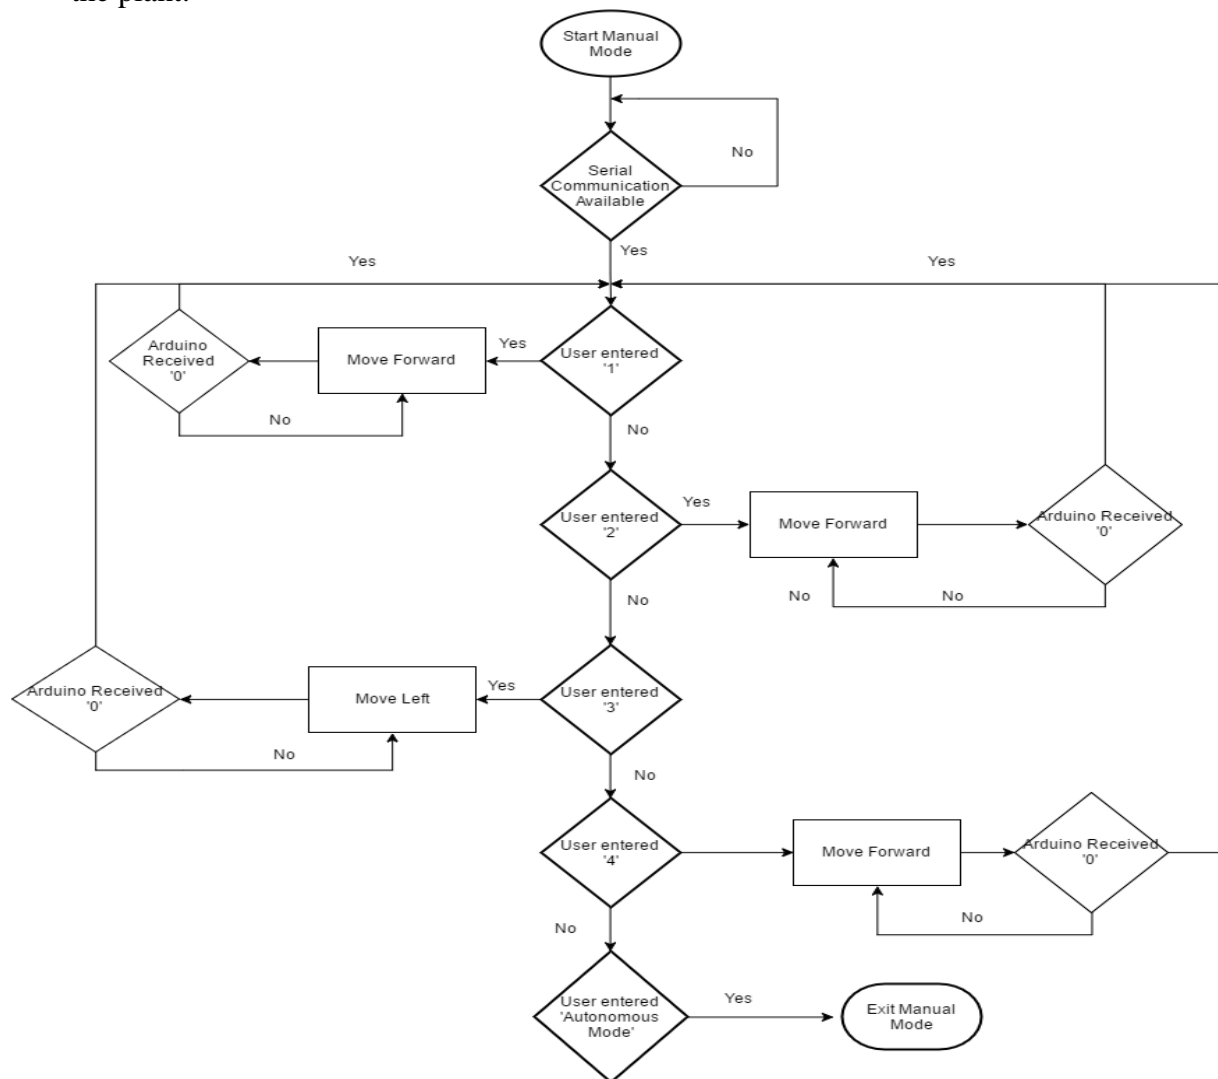 the plant.
Start Manual
Mode
No
Serial
Communication
Available
Yes
Yes
Yes
Arduino
Received
'0'
Move Forward
Yes
User entered
'1'
No
No
User entered
'2'
Yes
Move Forward
Arduino Received
'0'
No
No
No
Arduino Received
'0'
Move Left
Yes
User entered
'3'
No
No
User entered
'4'
Move Forward
Arduino Received
'0'
No
No
User entered
'Autonomous
Mode'
Yes
Exit Manual
Mode